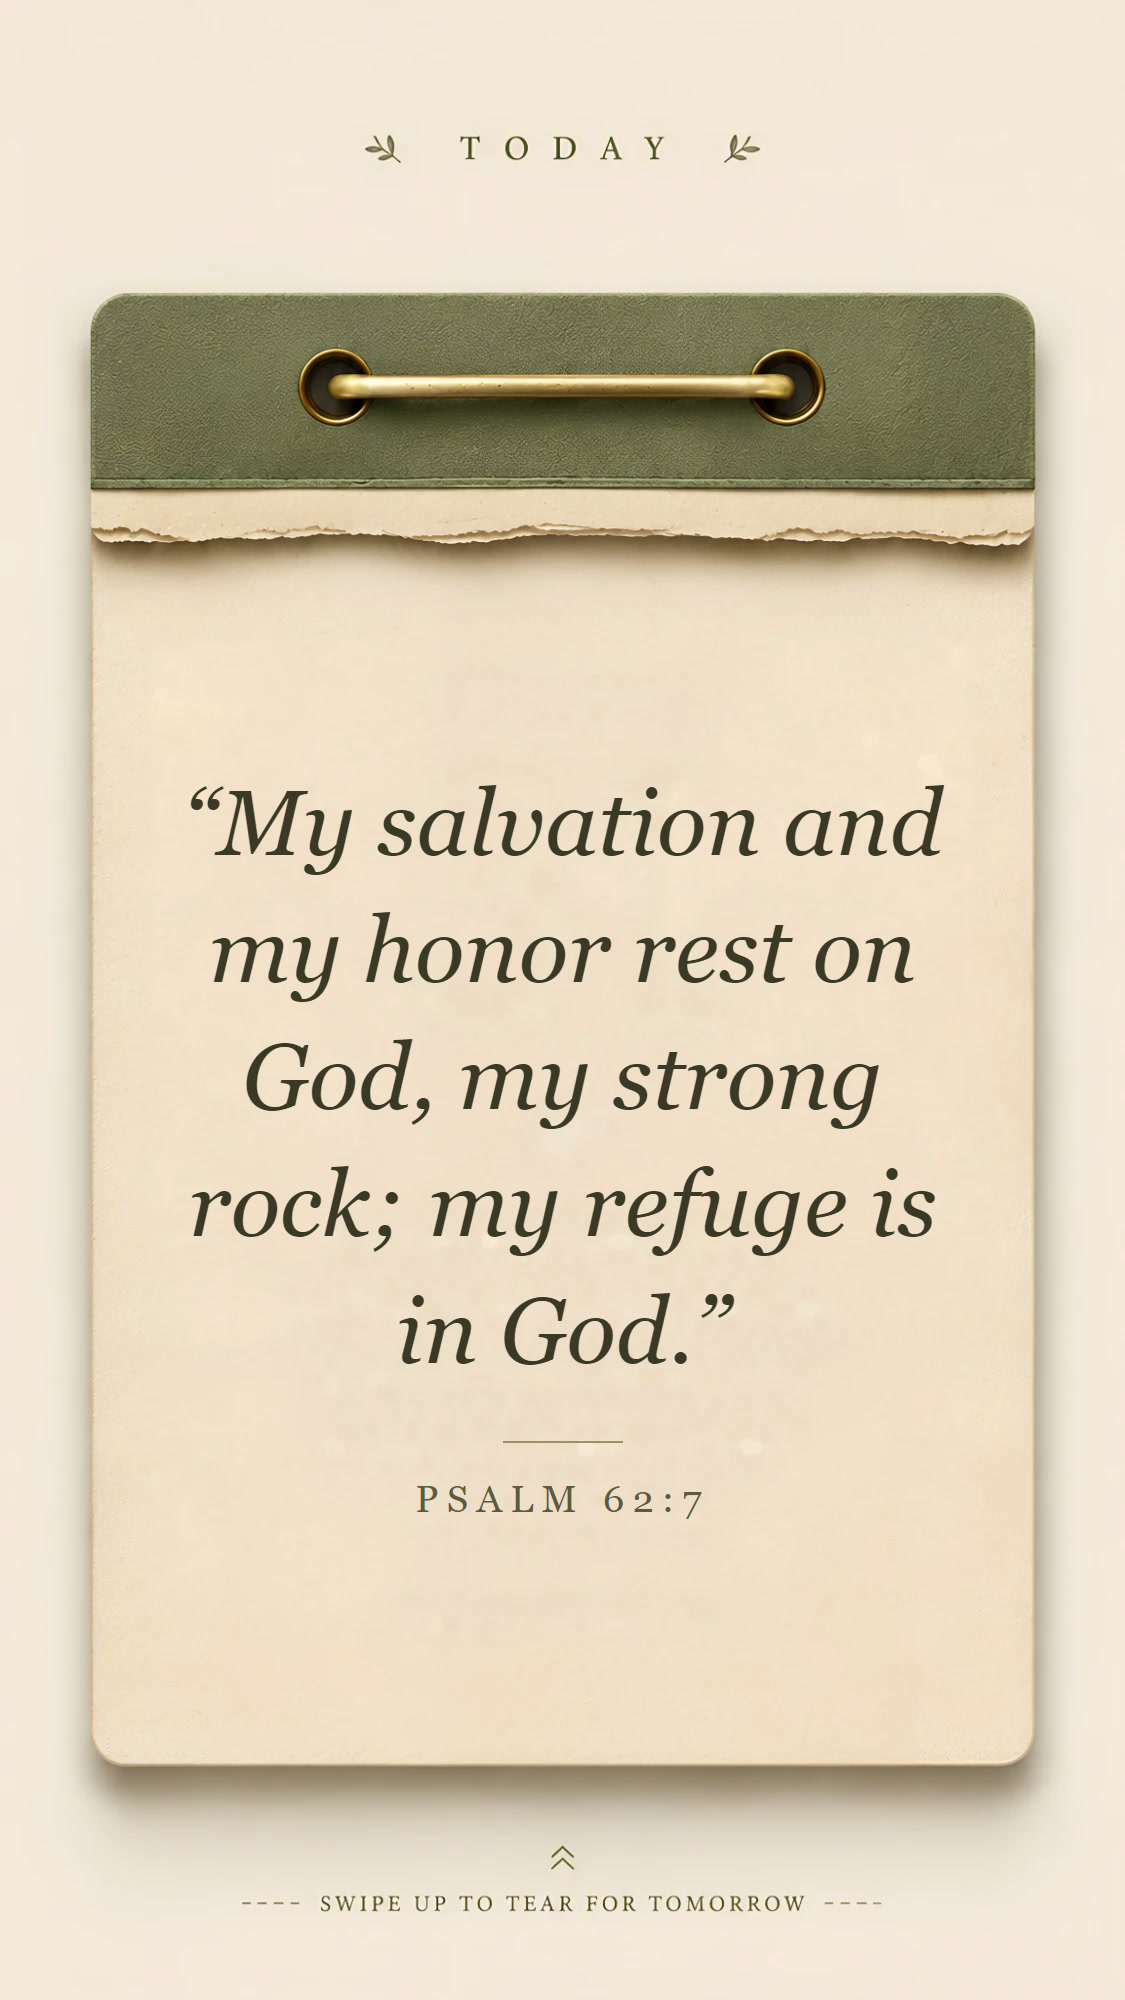 TODAY
“My salvation and
my honor rest on
God, my strong
rock; my refuge is
in God.”
PSALM 62:7
SWIPE UP TO TEAR FOR TOMORROW